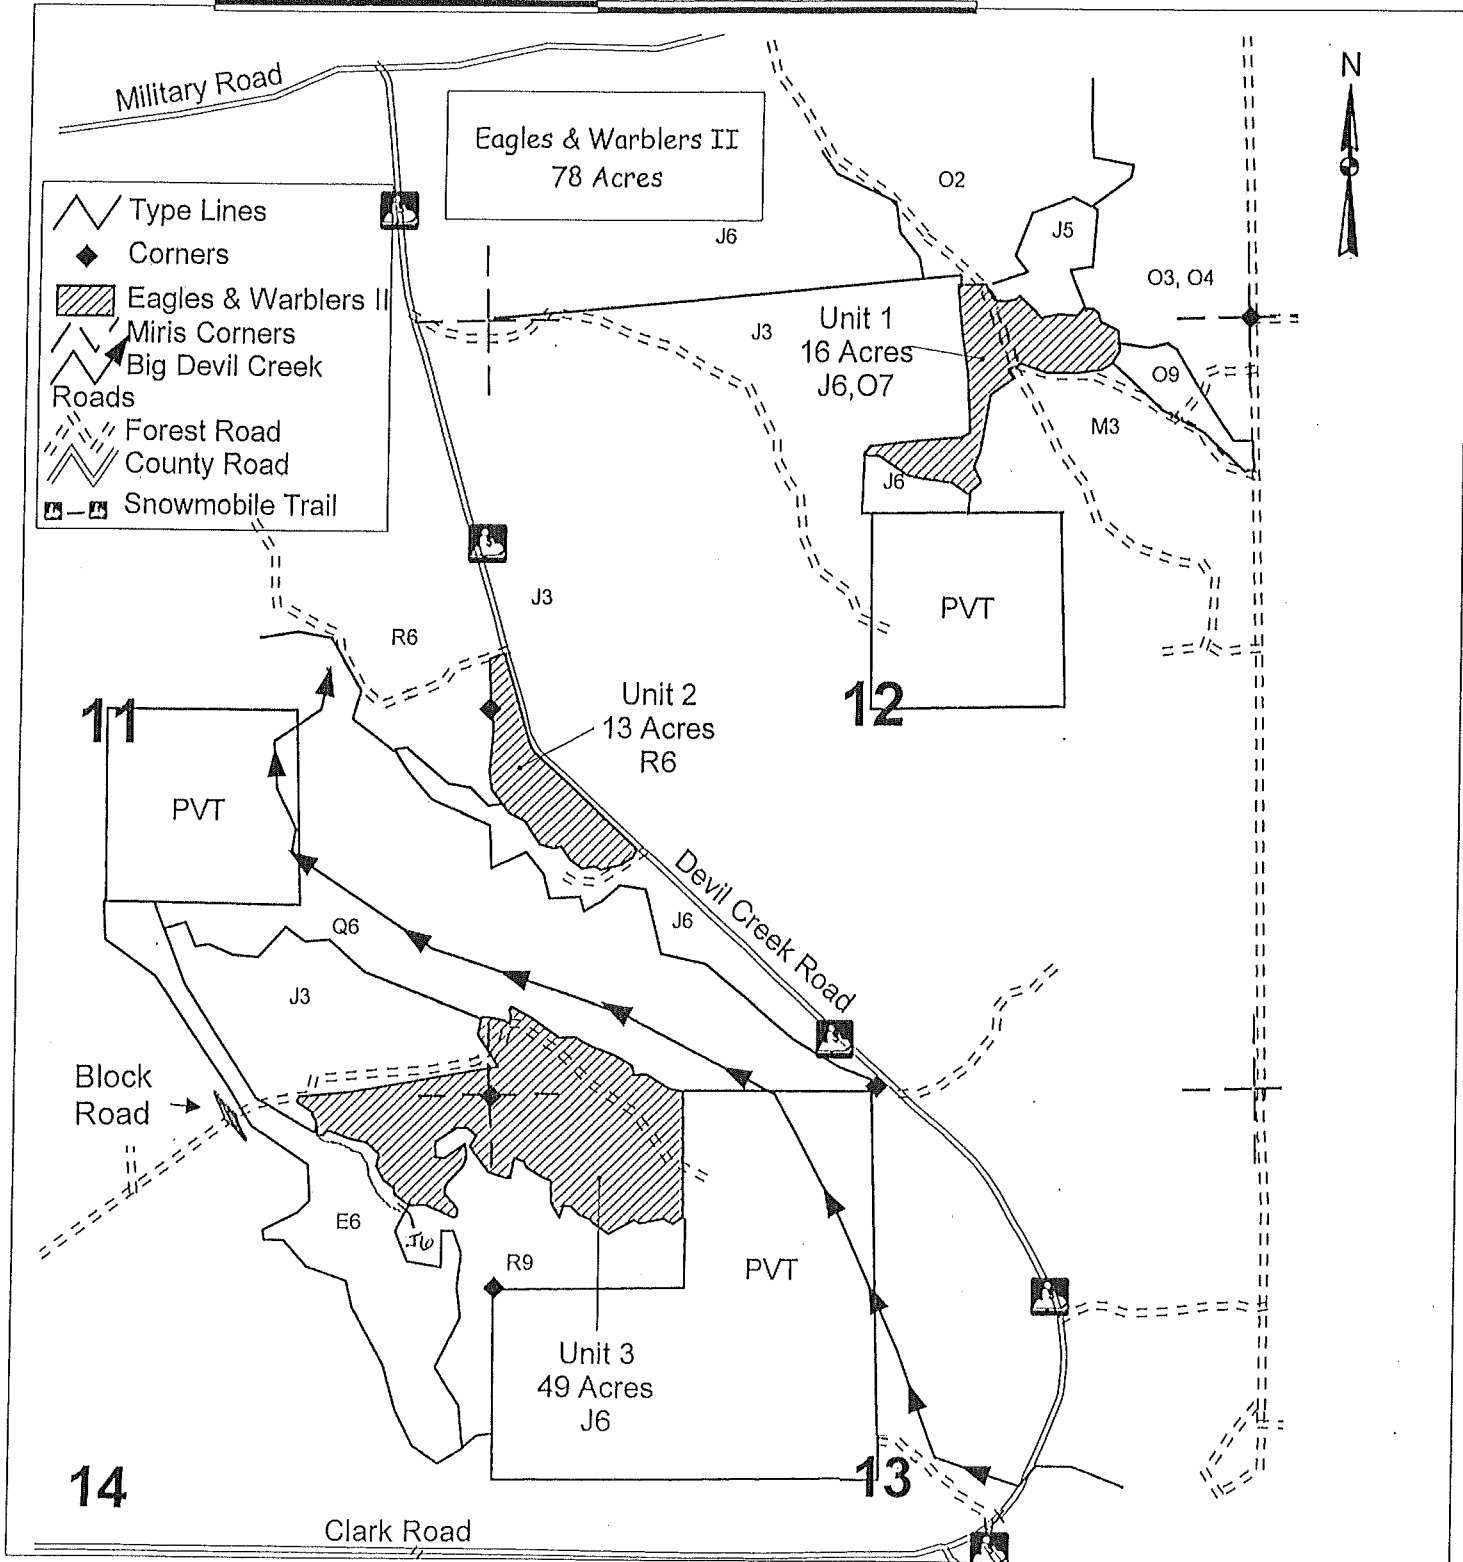 Military Road
N
Eagles & Warblers II
78 Acres
Type Lines
Corners
Eagles & Warblers II
Miris Corners
Big Devil Creek
Roads
Forest Road
County Road
Snowmobile Trail
O2
J5
J6
O3, O4
J3
Unit 1
16 Acres
J6,O7
O9
M3
J6
PVT
J3
R6
12
11
Unit 2
13 Acres
R6
PVT
Devil Creek Road
J6
Q6
J3
Block
Road
E6
J6
R9
PVT
Unit 3
49 Acres
J6
14
13
Clark Road